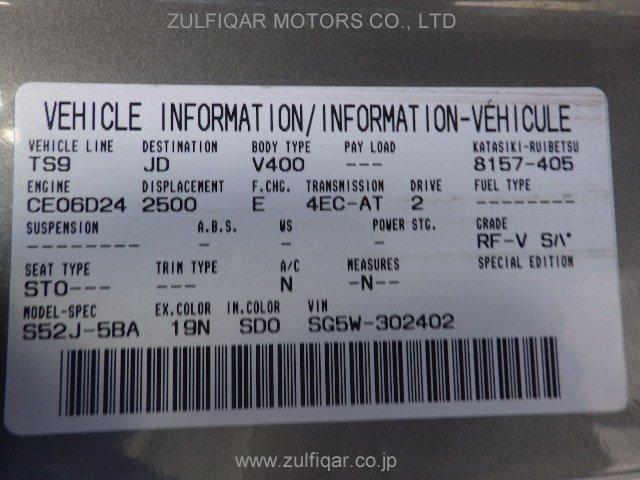 ZULFIQAR MOTORS CO., LTD
VEHICLE INFORMATION/INFORMATION-VÉHICULE
VEHICLE LINE DESTINATION BODY TYPE PAY LOAD KATASIKI-RUIBETSU
TS9 JD V400 --- 8157-405
ENGINE DISPLACEMENT F.CHG. TRANSMISSION DRIVE FUEL TYPE
CE06D24 2500 E 4EC-AT 2 -------
SUSPENSION A.B.S. WS POWER STG. GRADE
--------- --- -- --- RF-V
SEAT TYPE TRIM TYPE A/C MEASURES SPECIAL EDITION
STO--- --- N -N--
MODEL-SPEC EX.COLOR IN.COLOR VIN
S52J-5BA 19N SDO SG5W-302402
www.zulfiqar.co.jp